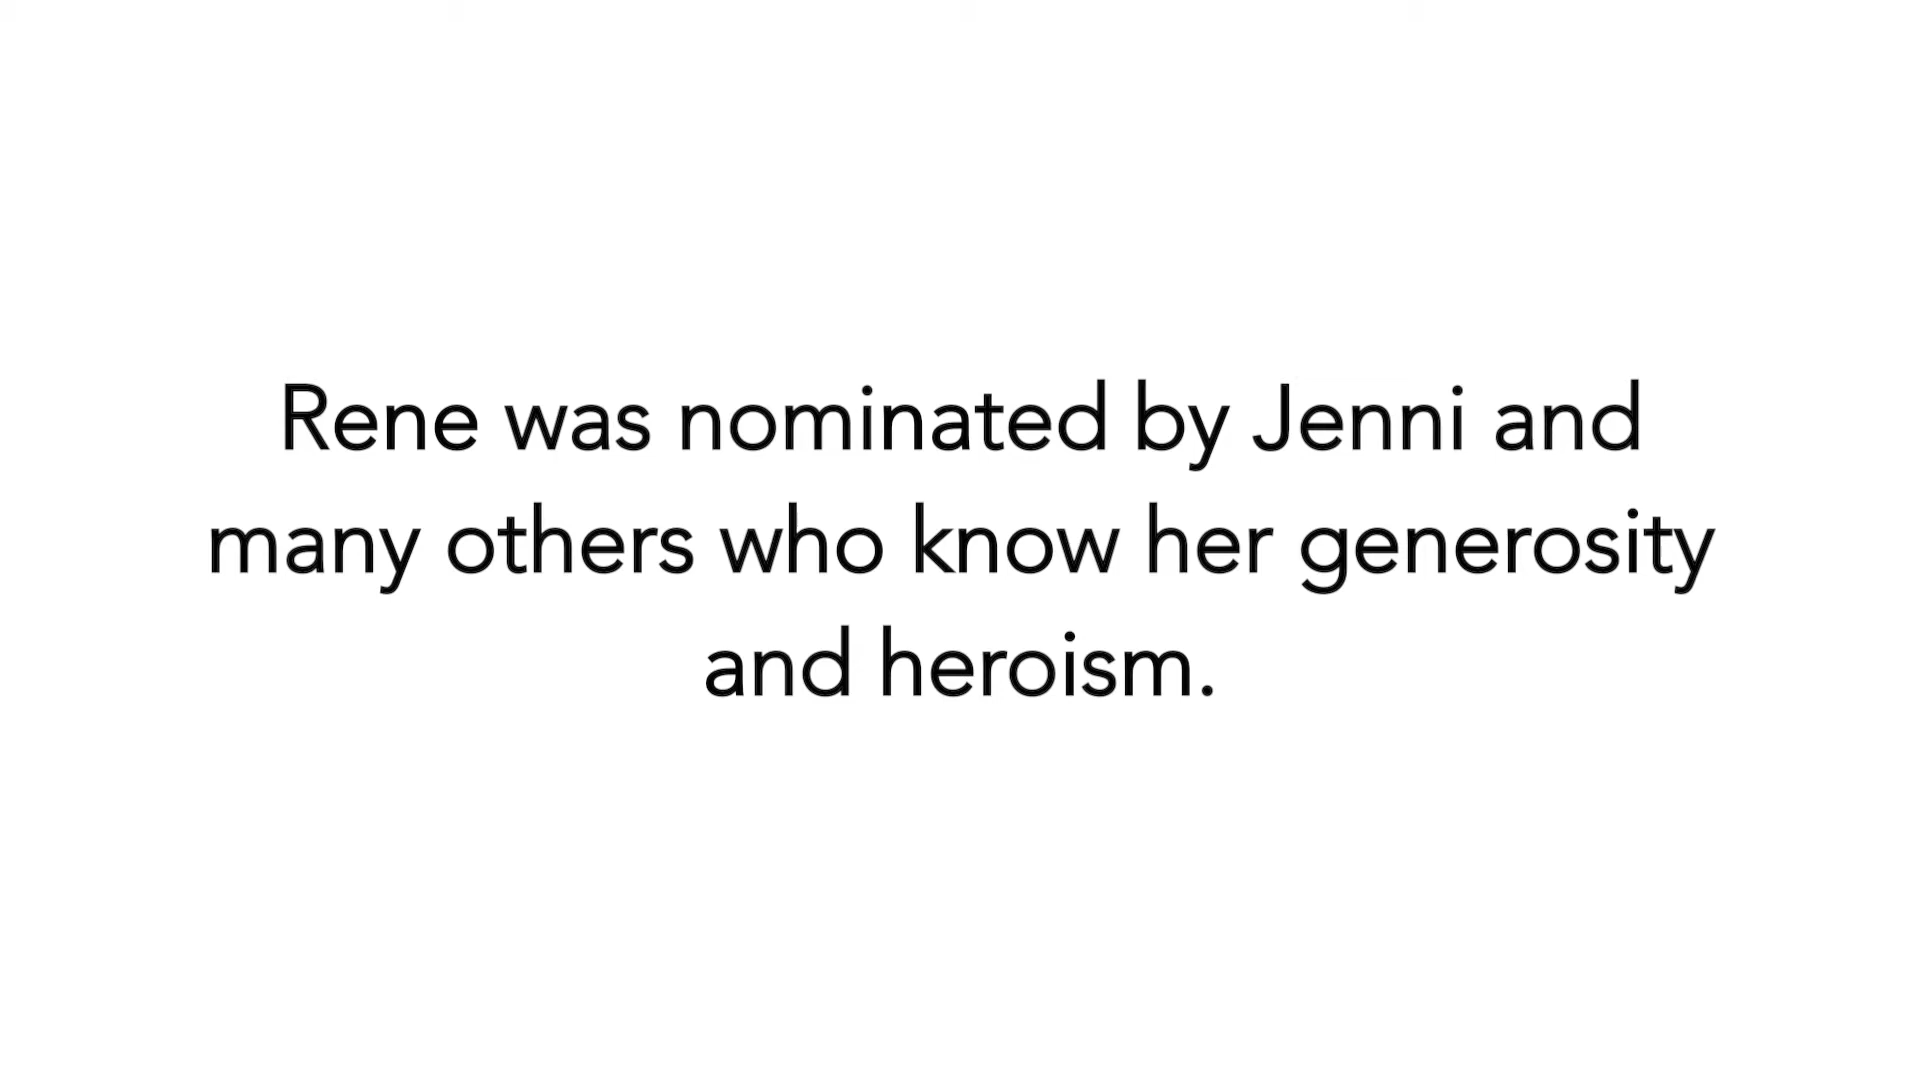 Rene was nominated by Jenni and
many others who know her generosity
and heroism.